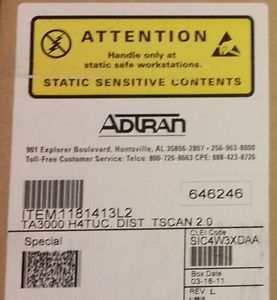 ATTENTION
Handle only at
static safe workstations.
STATIC SENSITIVE CONTENTS
ADTRAN
901 Explorer Boulevard, Huntsville, AL 35806-2807 • 256-963-8000
Toll-Free Customer Service: Telco: 800-726-8663 CPE: 888-423-8726
646246
ITEM:1181413L2
TA3000 H4TUC DIST TSCAN 2.0
Special
CLEI Code
SIC4W3XDAA
Box Date
03-18-11
REV: L